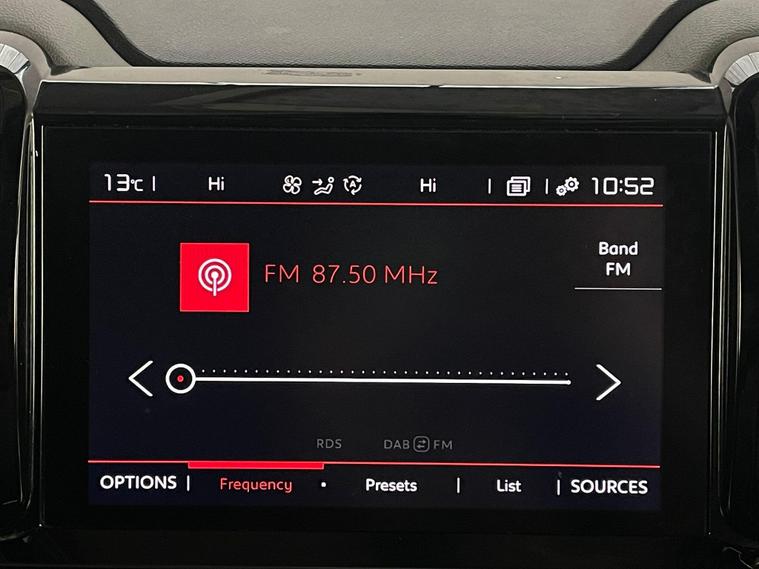 13°C | Hi Hi | | 10:52
Band
FM
FM 87.50 MHz
RDS DAB FM
OPTIONS | Frequency • Presets | List | SOURCES